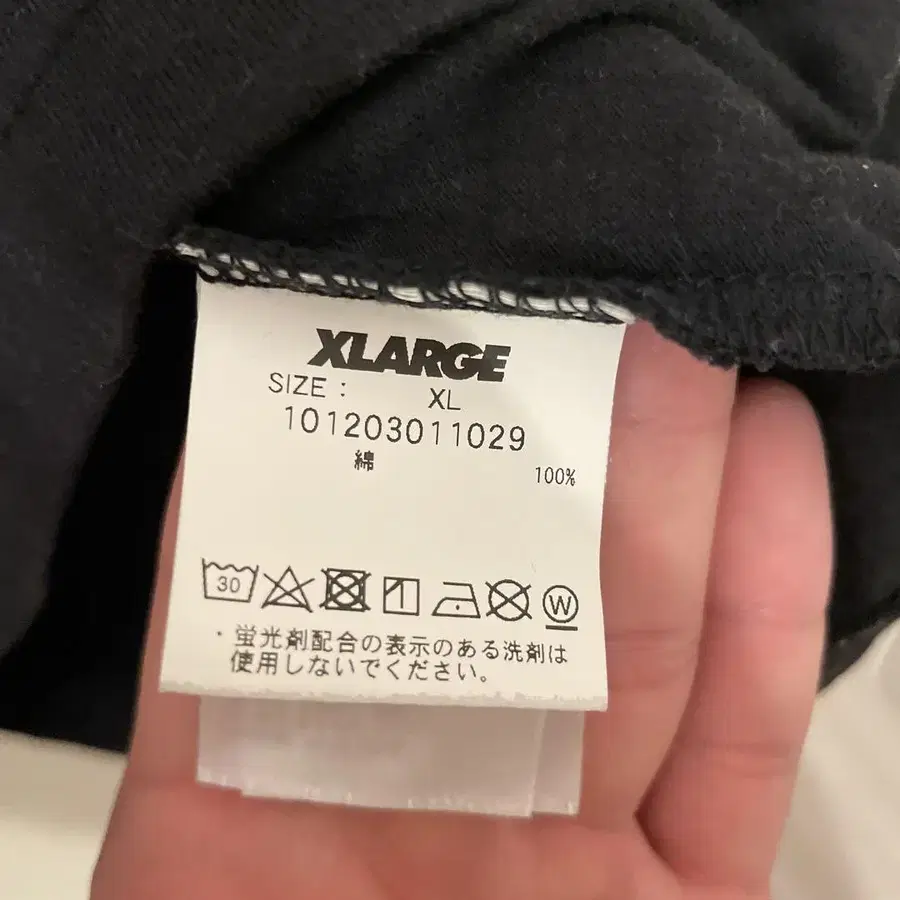 XLARGE
SIZE : XL
101203011029
綿 100%
30
W
・蛍光剤配合の表示のある洗剤は
使用しないでください。